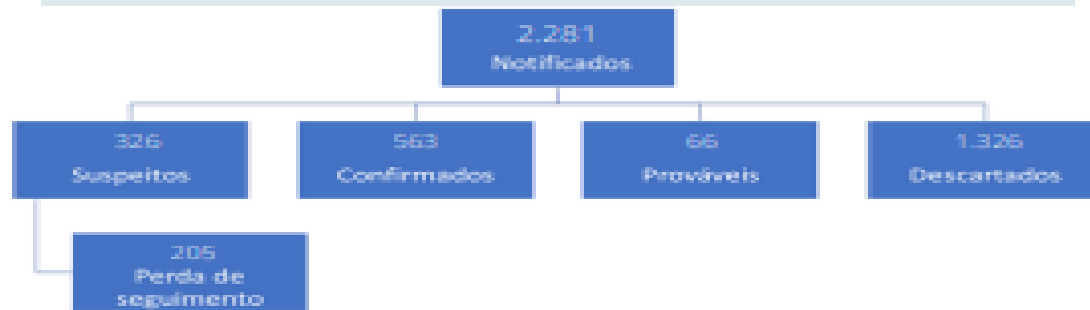 2.281
Notificados
326
Suspeitos
563
Confirmados
66
Prováveis
1.326
Descartados
205
Perda de
seguimento